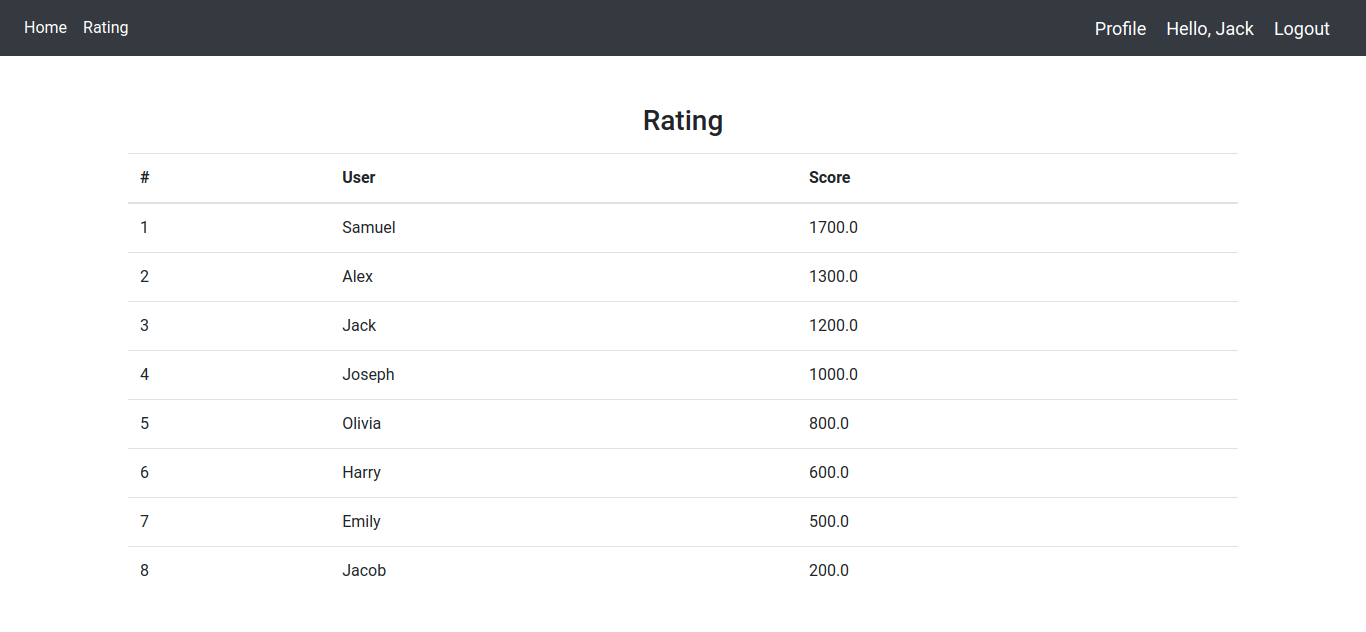 Home Rating Profile Hello, Jack Logout
Rating
# User Score
1 Samuel 1700.0
2 Alex 1300.0
3 Jack 1200.0
4 Joseph 1000.0
5 Olivia 800.0
6 Harry 600.0
7 Emily 500.0
8 Jacob 200.0